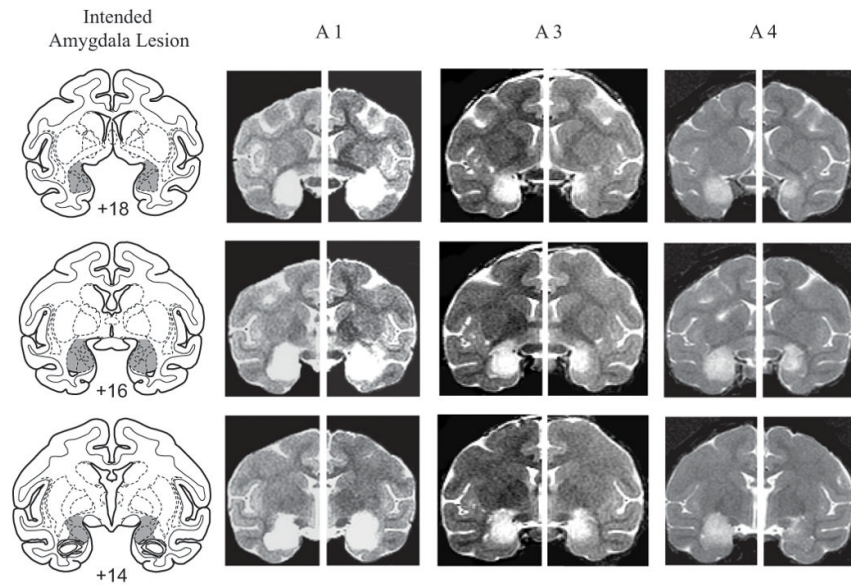 Intended
Amygdala Lesion
A 1
A 3
A 4
+18
+16
+14